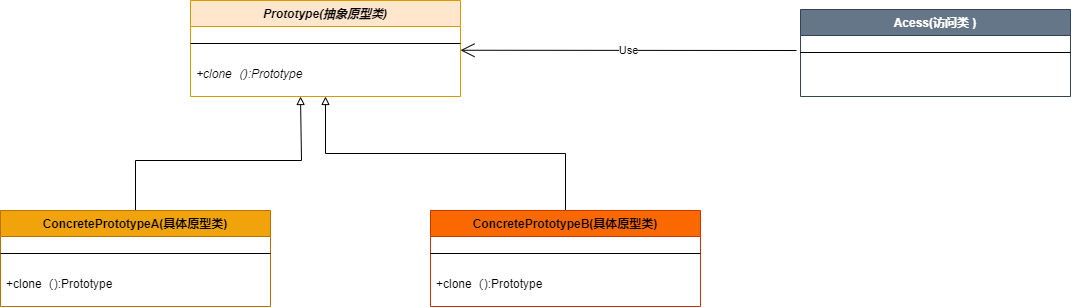 Prototype(抽象原型类)
Acess(访问类 )
Use
+clone （):Prototype
ConcretePrototypeA(具体原型类)
ConcretePrototypeB(具体原型类)
+clone （):Prototype
+clone （):Prototype